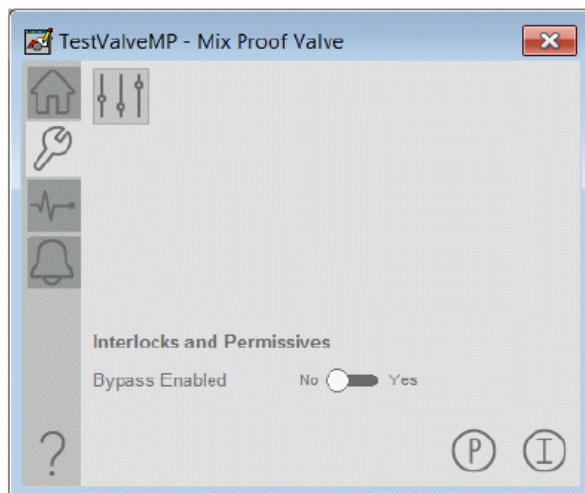 TestValveMP - Mix Proof Valve
Interlocks and Permissives
Bypass Enabled No Yes
?
P I